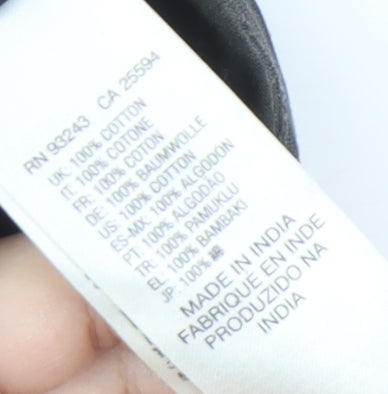 RN 93243 CA 25594
UK: 100% COTTON
IT: 100% COTONE
FR: 100% COTON
DE: 100% BAUMWOLLE
US: 100% COTTON
ES-MX: 100% ALGODON
PT: 100% ALGODÃO
TR: 100% PAMUKLU
EL: 100% BAMBAKI
JP: 100% 綿
MADE IN INDIA
FABRIQUE EN INDE
PRODUZIDO NA
INDIA